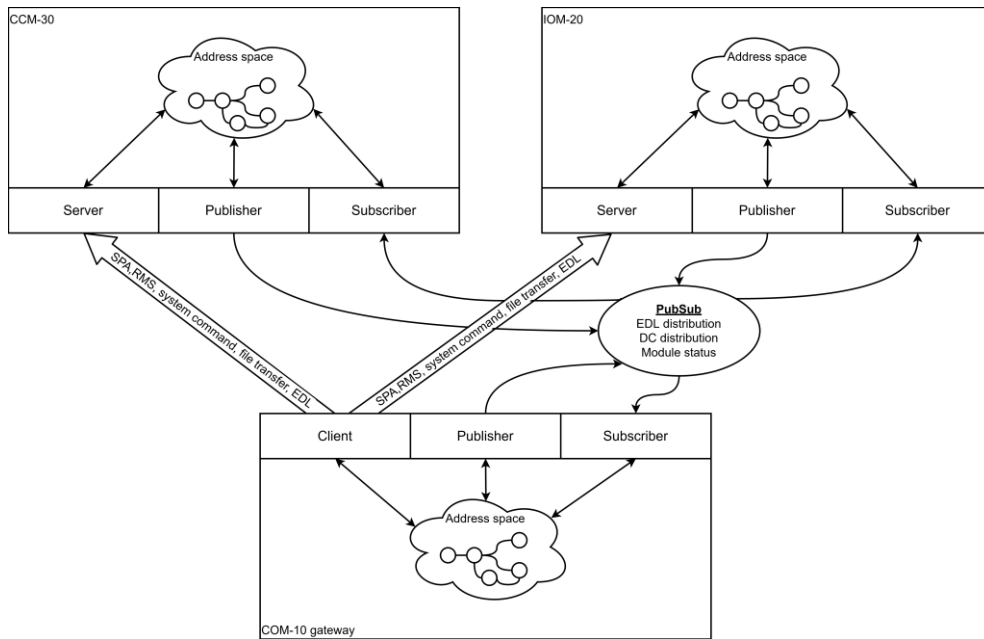 CCM-30
Address space
Server
Publisher
Subscriber
IOM-20
Address space
Server
Publisher
Subscriber
SPA,RMS, system command, file transfer, EDL
SPA,RMS, system command, file transfer, EDL
PubSub
EDL distribution
DC distribution
Module status
Client
Publisher
Subscriber
Address space
COM-10 gateway